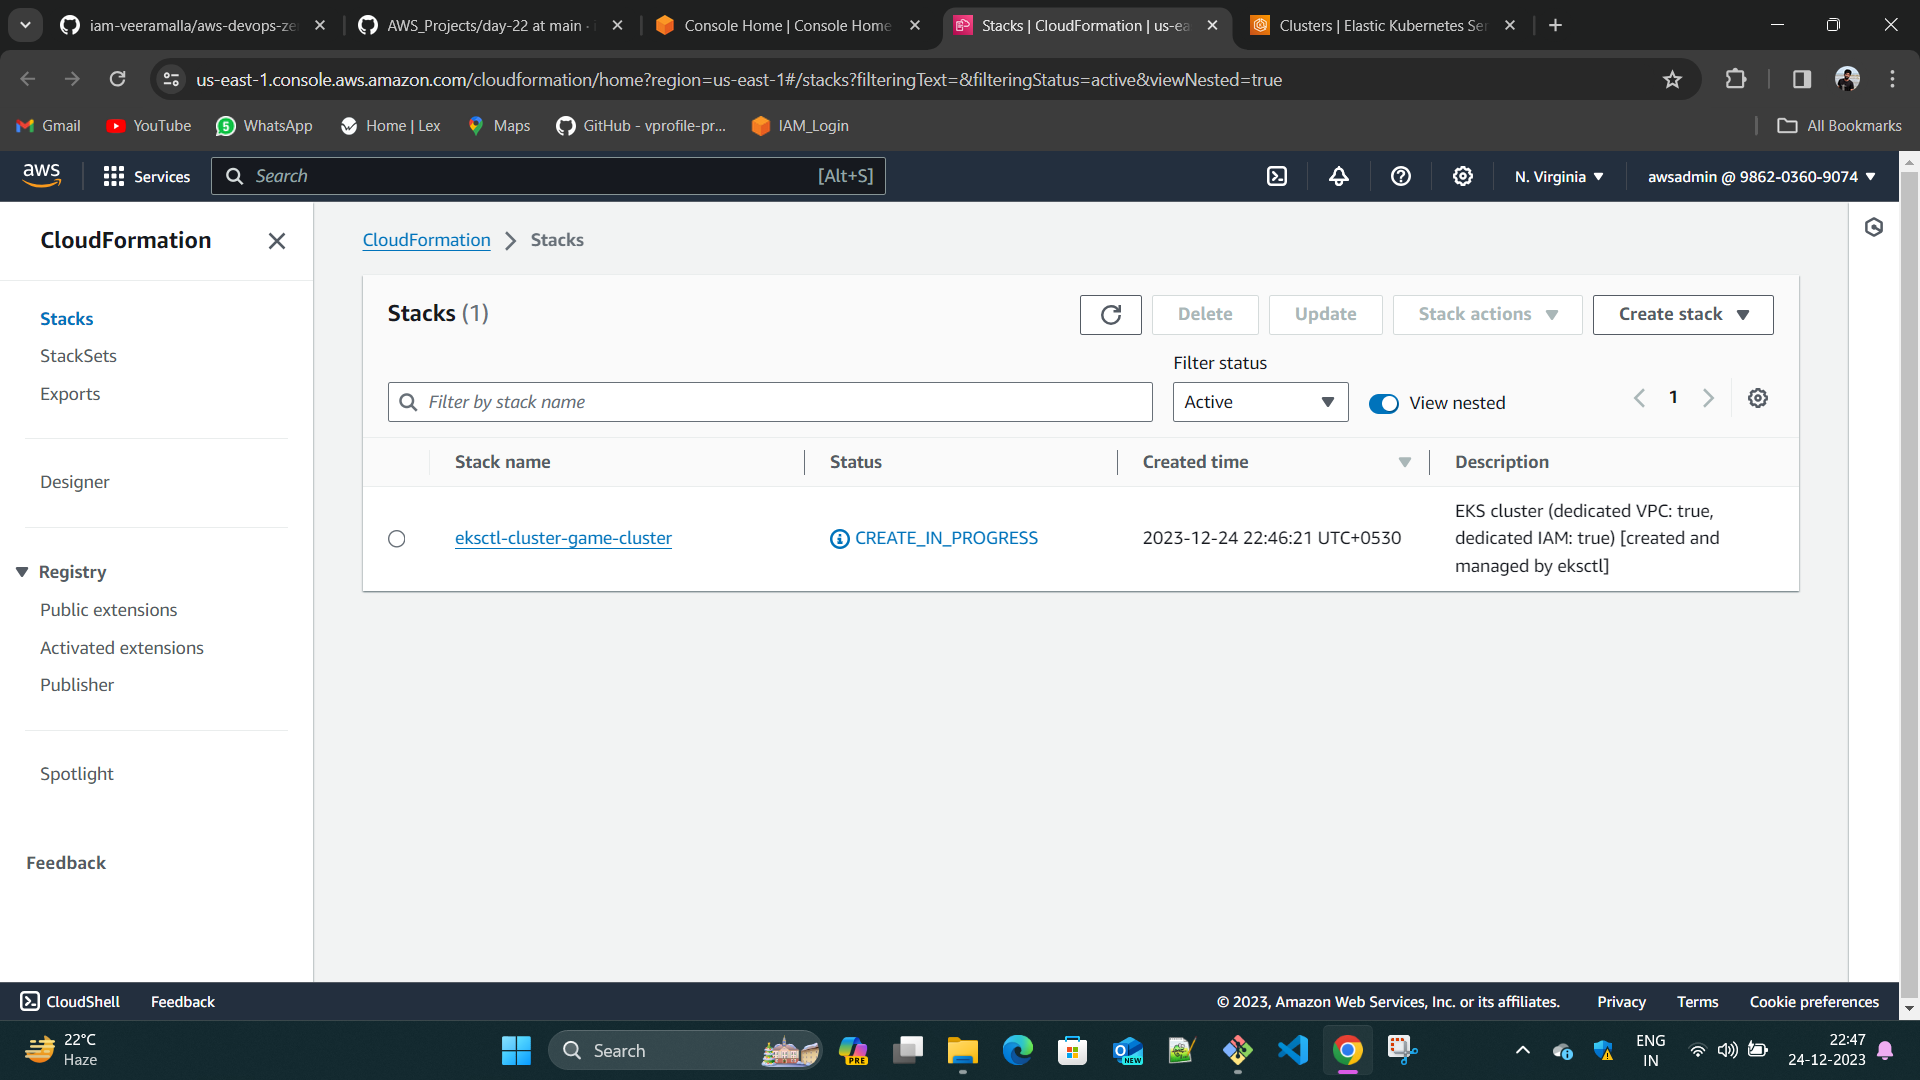 iam-veeramalla/aws-devops-ze
AWS_Projects/day-22 at main · i
Console Home | Console Home
Stacks | CloudFormation | us-ea
Clusters | Elastic Kubernetes Ser
us-east-1.console.aws.amazon.com/cloudformation/home?region=us-east-1#/stacks?filteringText=&filteringStatus=active&viewNested=true
Gmail
YouTube
5
WhatsApp
Home | Lex
Maps
GitHub - vprofile-pr...
IAM_Login
All Bookmarks
aws
Services
Search
[Alt+S]
N. Virginia
awsadmin @ 9862-0360-9074
CloudFormation
CloudFormation
Stacks
Stacks
StackSets
Exports
Designer
Registry
Public extensions
Activated extensions
Publisher
Spotlight
Feedback
Stacks (1)
Delete
Update
Stack actions
Create stack
Filter status
Filter by stack name
Active
View nested
1
Stack name
Status
Created time
Description
eksctl-cluster-game-cluster
CREATE_IN_PROGRESS
2023-12-24 22:46:21 UTC+0530
EKS cluster (dedicated VPC: true,
dedicated IAM: true) [created and
managed by eksctl]
CloudShell
Feedback
© 2023, Amazon Web Services, Inc. or its affiliates.
Privacy
Terms
Cookie preferences
22°C
Haze
Search
PRE
NEW
ENG
IN
22:47
24-12-2023